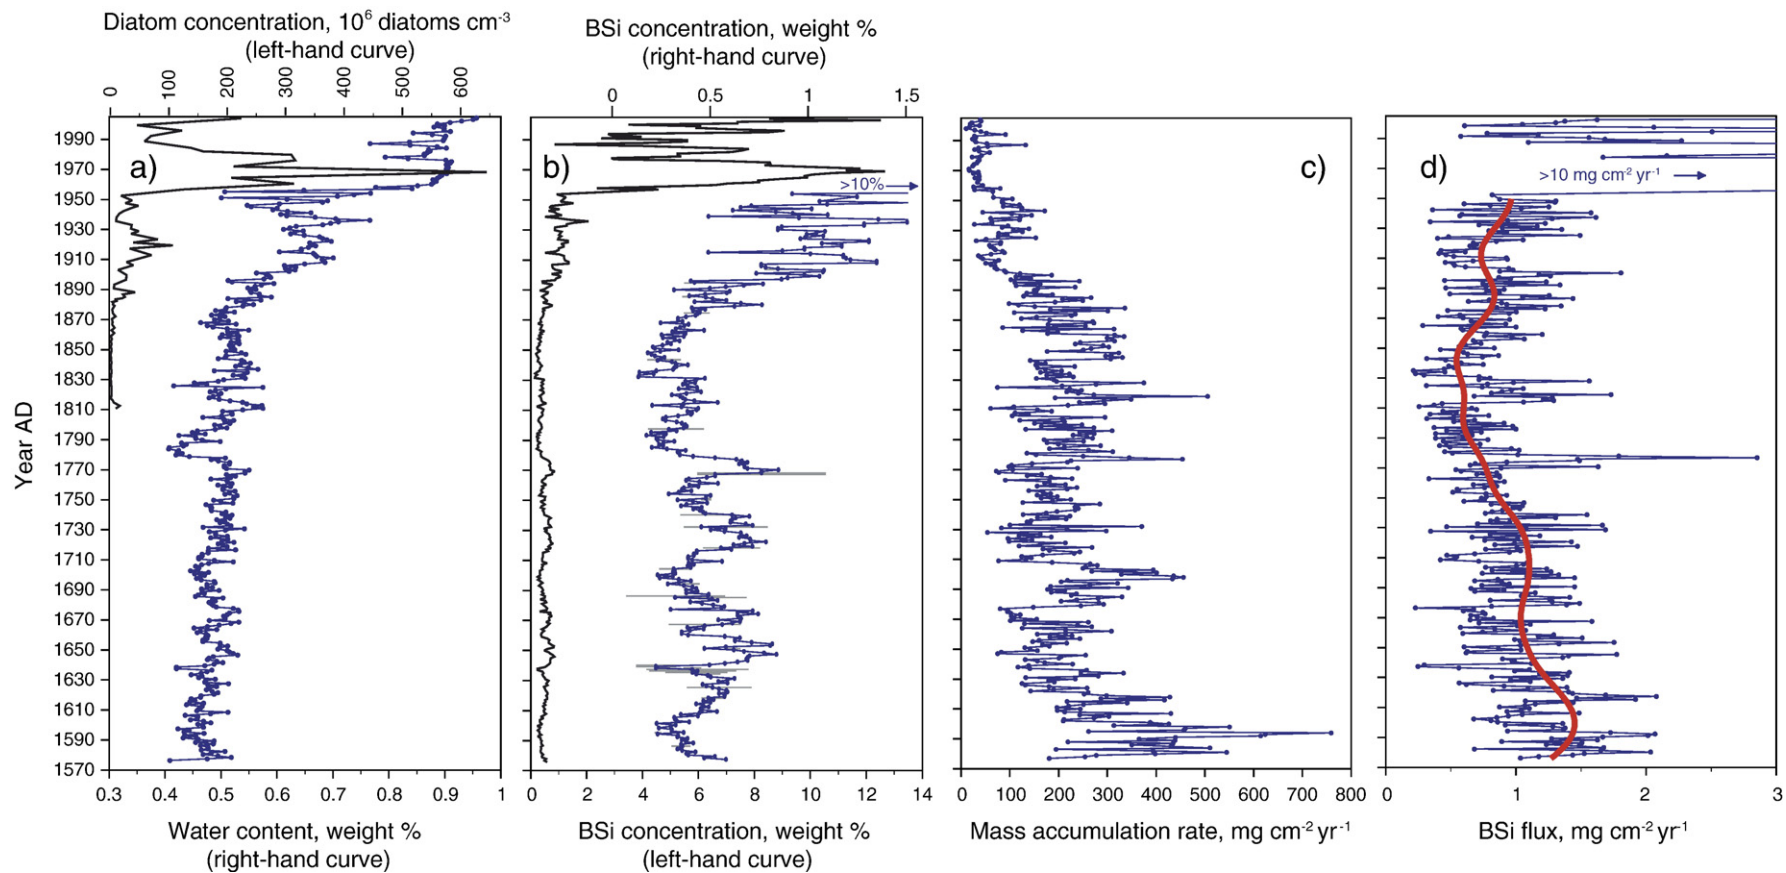 Diatom concentration, 10⁶ diatoms cm⁻³
(left-hand curve)
0 100 200 300 400 500 600
BSi concentration, weight %
(right-hand curve)
0 0.5 1 1.5
a)
b)
c)
d)
>10%
>10 mg cm⁻² yr⁻¹
Year AD
1990
1970
1950
1930
1910
1890
1870
1850
1830
1810
1790
1770
1750
1730
1710
1690
1670
1650
1630
1610
1590
1570
0.3 0.4 0.5 0.6 0.7 0.8 0.9 1
Water content, weight %
(right-hand curve)
0 2 4 6 8 10 12 14
BSi concentration, weight %
(left-hand curve)
0 100 200 300 400 500 600 700 800
Mass accumulation rate, mg cm⁻² yr⁻¹
0 1 2 3
BSi flux, mg cm⁻² yr⁻¹